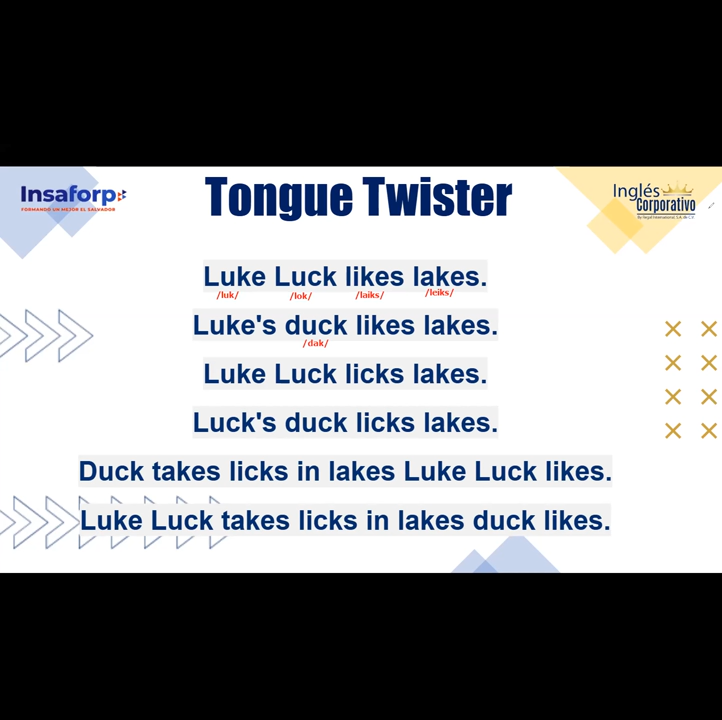 Insaforp
FORMANDO UN MEJOR EL SALVADOR
Tongue Twister
Inglés
Corporativo
Luke Luck likes lakes.
/luk/ /lok/ /laiks/ /leiks/
Luke's duck likes lakes.
/dak/
Luke Luck licks lakes.
Luck's duck licks lakes.
Duck takes licks in lakes Luke Luck likes.
Luke Luck takes licks in lakes duck likes.